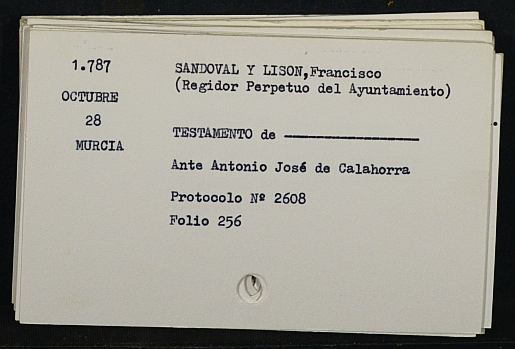 1.787
OCTUBRE
28
MURCIA
SANDOVAL Y LISON,Francisco
(Regidor Perpetuo del Ayuntamiento)
TESTAMENTO de ————————
Ante Antonio José de Calahorra
Protocolo Nº 2608
Folio 256